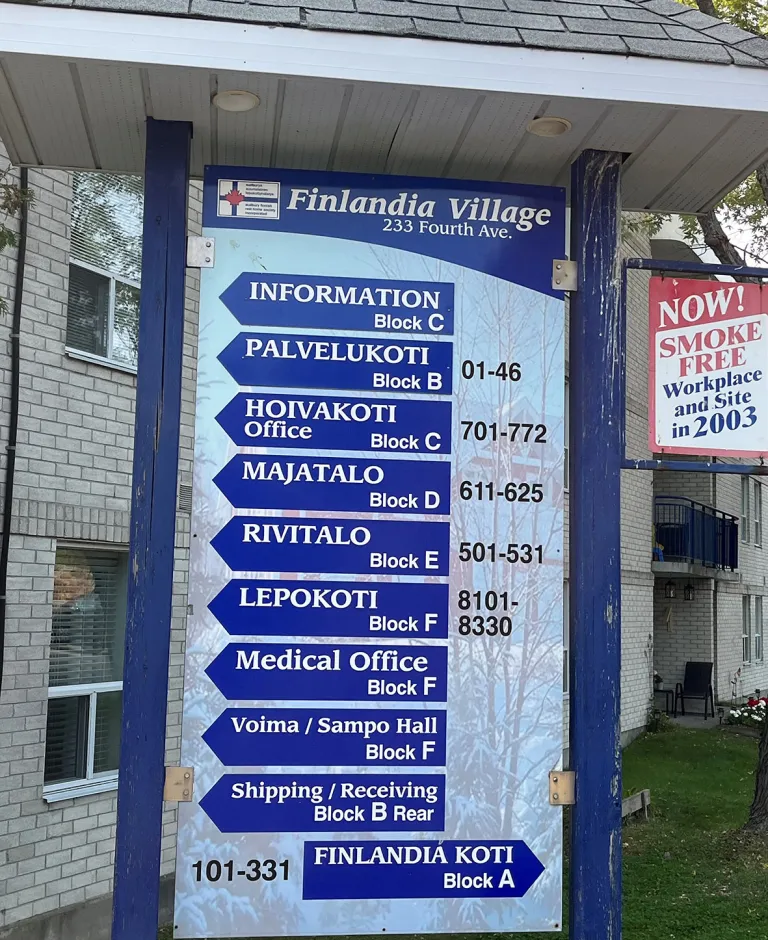 Finlandia Village
233 Fourth Ave.
INFORMATION
Block C
PALVELUKOTI
Block B
01-46
HOIVAKOTI
Office
Block C
701-772
MAJATALO
Block D
611-625
RIVITALO
Block E
501-531
LEPOKOTI
Block F
8101-
8330
Medical Office
Block F
Voima / Sampo Hall
Block F
Shipping / Receiving
Block B Rear
101-331
FINLANDIA KOTI
Block A
NOW!
SMOKE
FREE
Workplace
and Site
in 2003